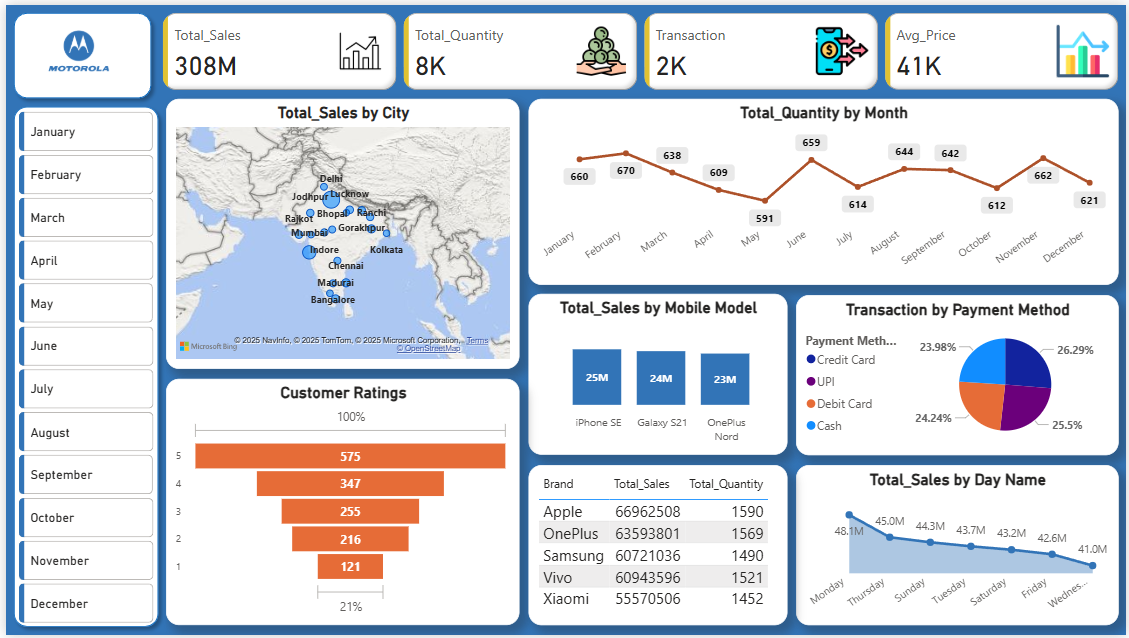 MOTOROLA
Total_Sales
308M
Total_Quantity
8K
Transaction
2K
Avg_Price
41K
January
February
March
April
May
June
July
August
September
October
November
December
Total_Sales by City
Delhi
Lucknow
Jodhpur
Bhopal
Ranchi
Rajkot
Gorakhpur
Mumbai
Indore
Kolkata
Chennai
Madurai
Bangalore
Microsoft Bing
© 2025 NavInfo, © 2025 TomTom, © 2025 Microsoft Corporation, Terms
© OpenStreetMap
Total_Quantity by Month
660
670
638
609
591
659
614
644
642
612
662
621
January
February
March
April
May
June
July
August
September
October
November
December
Customer Ratings
100%
5 575
4 347
3 255
2 216
1 121
21%
Total_Sales by Mobile Model
25M 24M 23M
iPhone SE Galaxy S21 OnePlus
Nord
Transaction by Payment Method
Payment Meth...
Credit Card
UPI
Debit Card
Cash
23.98%
26.29%
24.24%
25.5%
Brand Total_Sales Total_Quantity
Apple 66962508 1590
OnePlus 63593801 1569
Samsung 60721036 1490
Vivo 60943596 1521
Xiaomi 55570506 1452
Total_Sales by Day Name
48.1M
45.0M
44.3M
43.7M
43.2M
42.6M
41.0M
Monday
Thursday
Sunday
Tuesday
Saturday
Friday
Wednes...